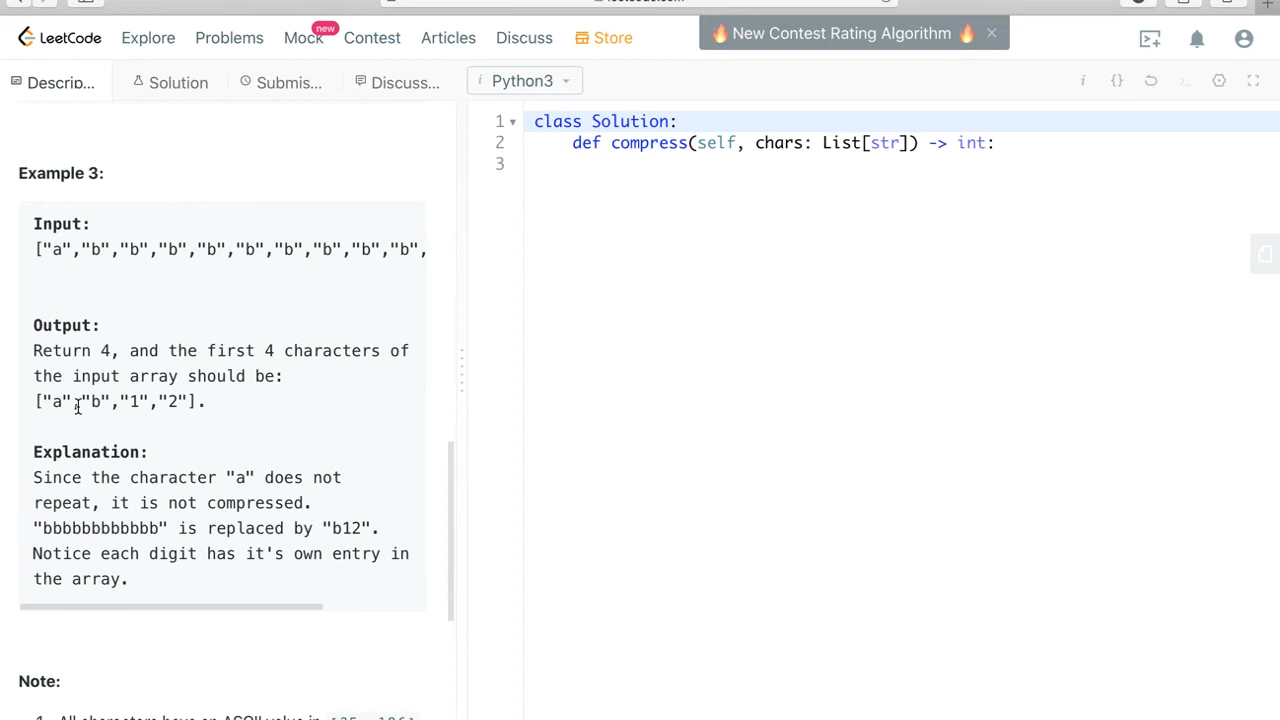 LeetCode Explore Problems Mock new Contest Articles Discuss Store 🔥 New Contest Rating Algorithm 🔥 ×
Descrip... Solution Submis... Discuss... i Python3
Example 3:
Input:
["a","b","b","b","b","b","b","b","b","b",
Output:
Return 4, and the first 4 characters of
the input array should be:
["a","b","1","2"].
Explanation:
Since the character "a" does not
repeat, it is not compressed.
"bbbbbbbbbbbb" is replaced by "b12".
Notice each digit has it's own entry in
the array.
Note:
1 class Solution:
2 def compress(self, chars: List[str]) -> int:
3